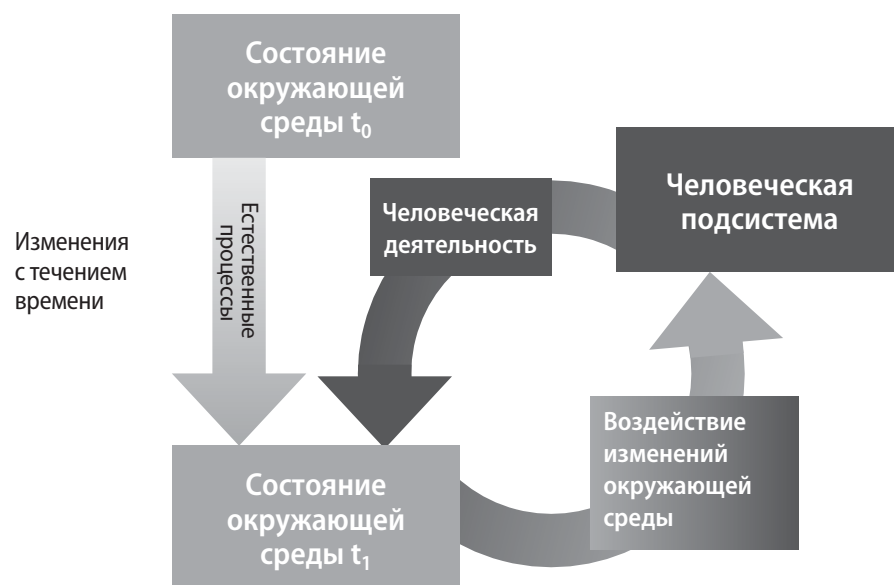 Состояние
окружающей
среды t₀
Человеческая
подсистема
Человеческая
деятельность
Естественные
процессы
Изменения
с течением
времени
Воздействие
изменений
окружающей
среды
Состояние
окружающей
среды t₁